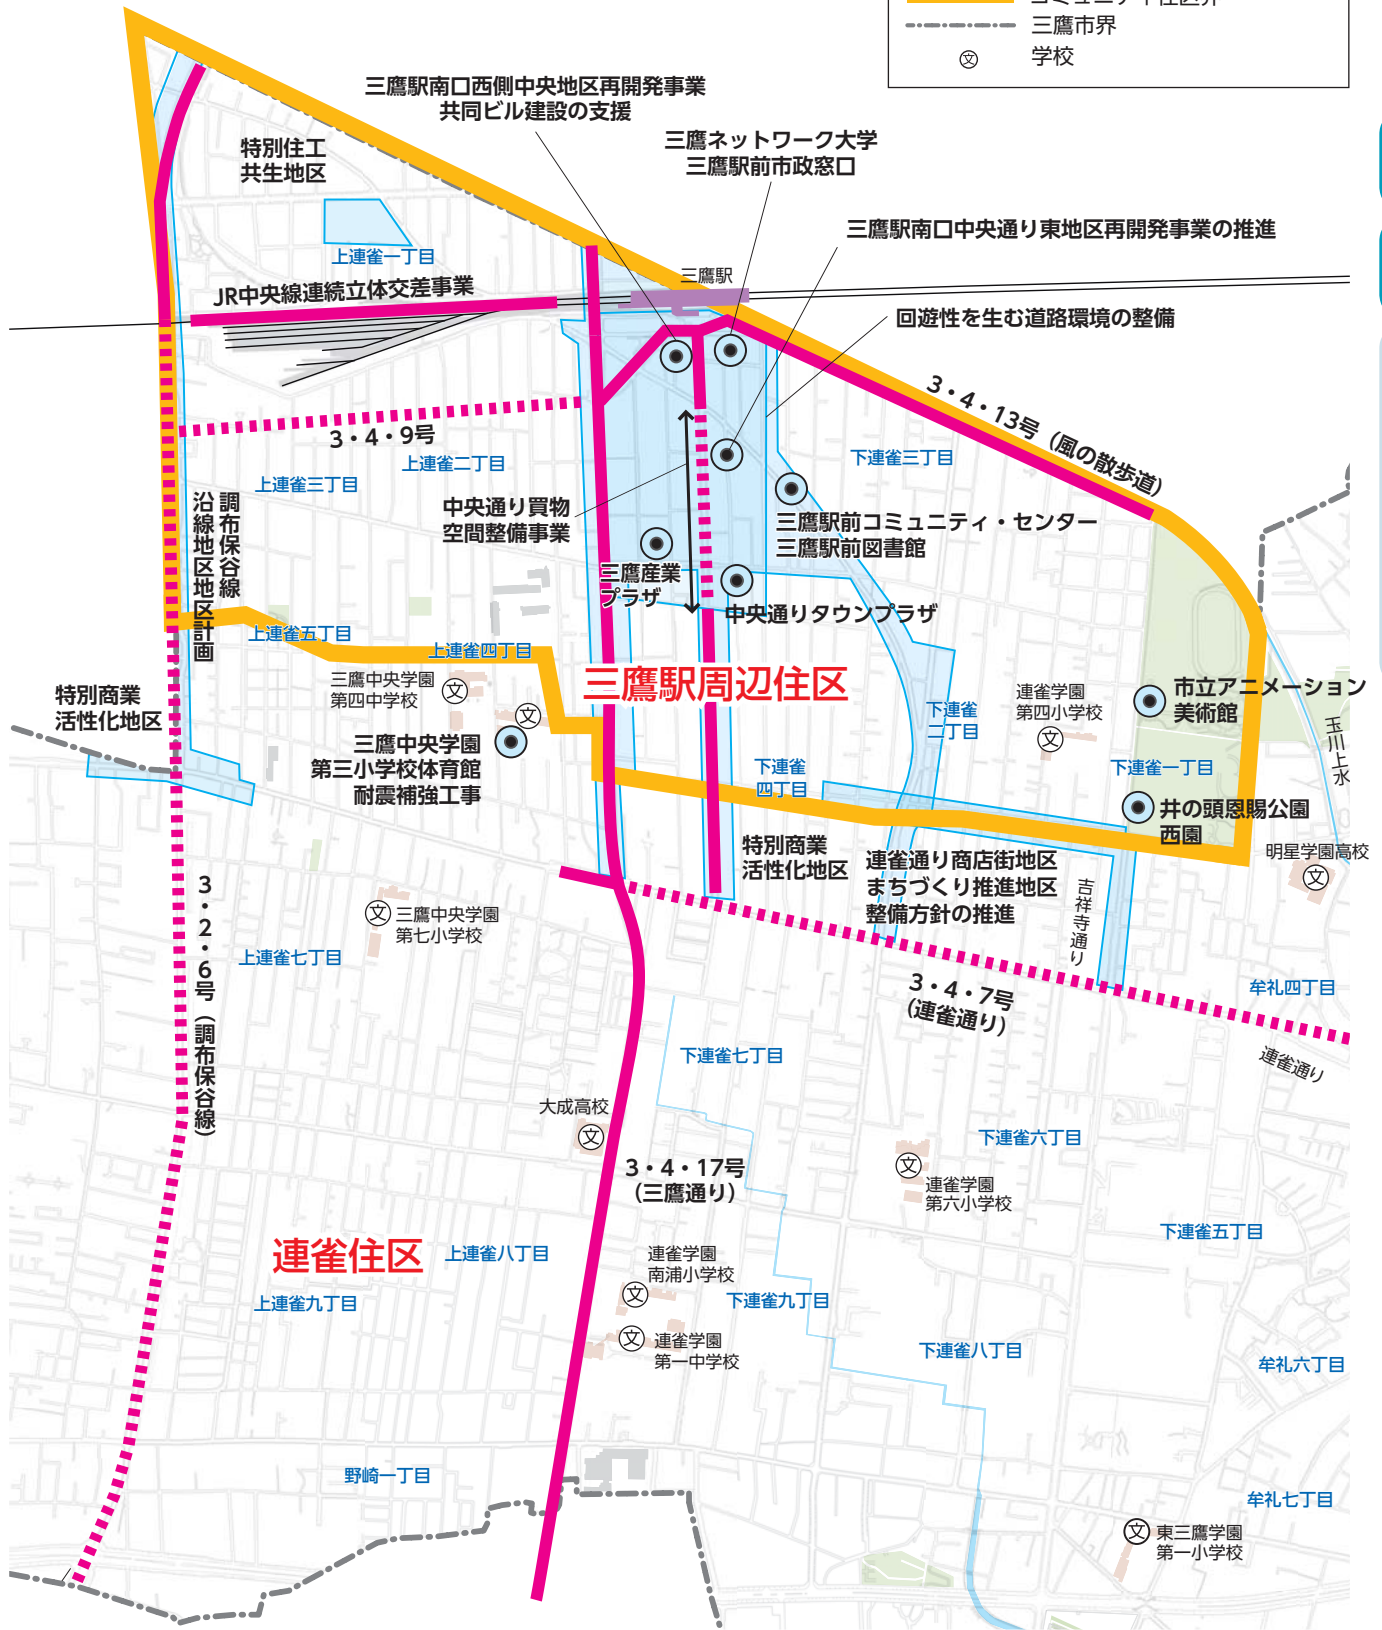 三鷹市界
文
学校
三鷹駅南口西側中央地区再開発事業
共同ビル建設の支援
三鷹ネットワーク大学
三鷹駅前市政窓口
特別住工
共生地区
三鷹駅南口中央通り東地区再開発事業の推進
上連雀一丁目
三鷹駅
JR中央線連続立体交差事業
回遊性を生む道路環境の整備
3・4・13号（風の散歩道）
3・4・9号
上連雀二丁目
下連雀三丁目
上連雀三丁目
調布保谷線
沿線地区地区計画
中央通り買物
空間整備事業
三鷹駅前コミュニティ・センター
三鷹駅前図書館
三鷹産業
プラザ
中央通りタウンプラザ
上連雀五丁目
上連雀四丁目
三鷹駅周辺住区
三鷹中央学園
第四中学校
文
文
特別商業
活性化地区
連雀学園
第四小学校
文
市立アニメーション
美術館
下連雀
二丁目
玉川上水
三鷹中央学園
第三小学校体育館
耐震補強工事
下連雀
四丁目
下連雀一丁目
井の頭恩賜公園
西園
明星学園高校
文
特別商業
活性化地区
連雀通り商店街地区
まちづくり推進地区
整備方針の推進
吉祥寺通り
3・2・6号（調布保谷線）
文
三鷹中央学園
第七小学校
上連雀七丁目
3・4・7号
（連雀通り）
牟礼四丁目
連雀通り
下連雀七丁目
大成高校
文
下連雀六丁目
3・4・17号
（三鷹通り）
文
連雀学園
第六小学校
下連雀五丁目
連雀住区
上連雀八丁目
連雀学園
南浦小学校
文
上連雀九丁目
下連雀九丁目
文
連雀学園
第一中学校
下連雀八丁目
牟礼六丁目
野崎一丁目
牟礼七丁目
文
東三鷹学園
第一小学校